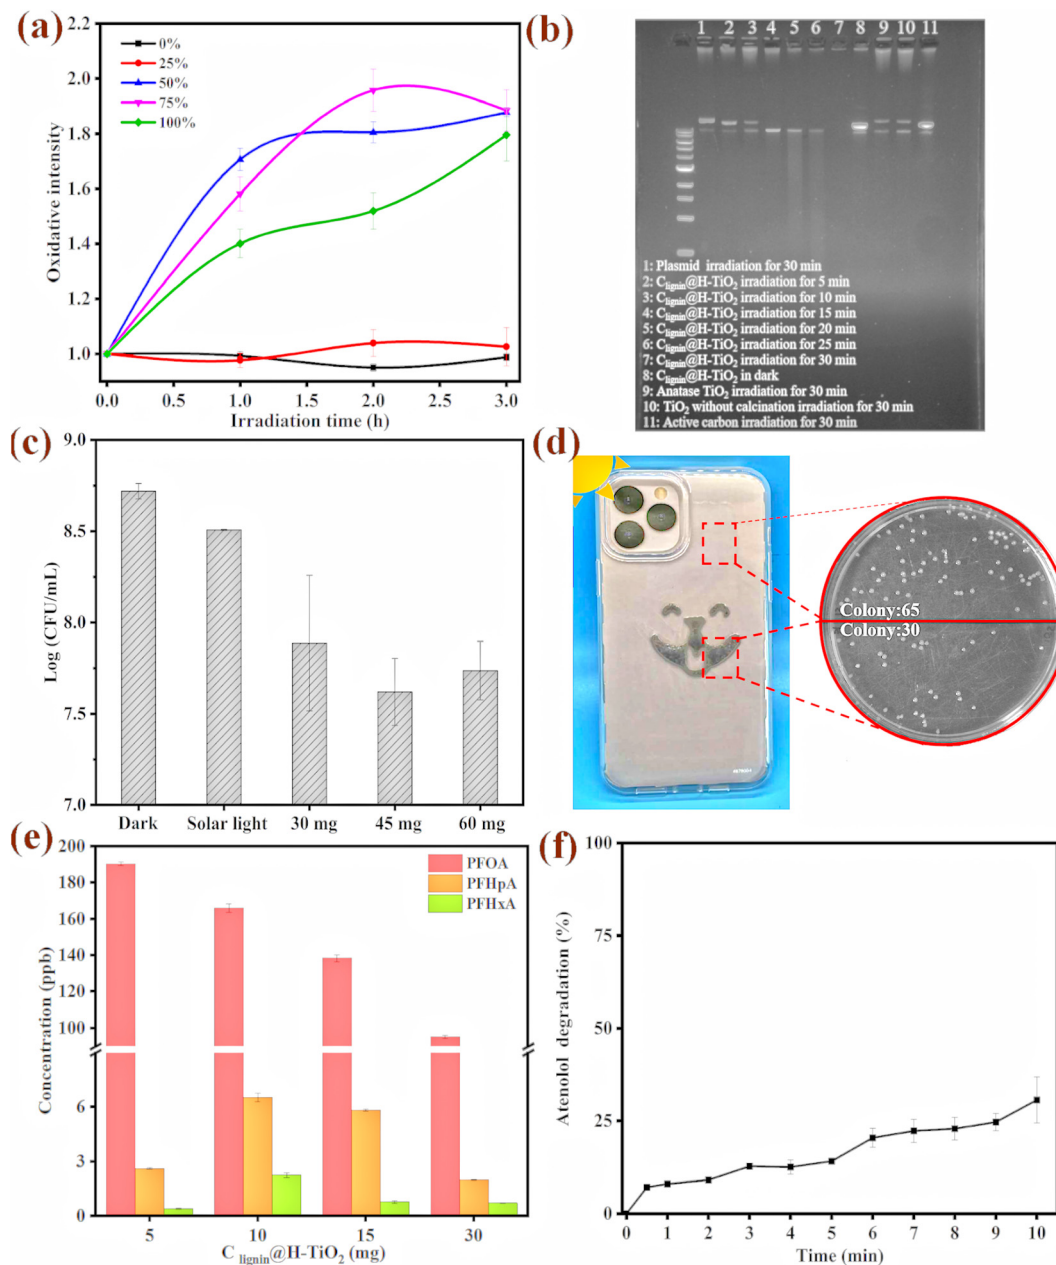 (a)
2.2
2.0
1.8
1.6
1.4
1.2
1.0
0.8
Oxidative intensity
0%
25%
50%
75%
100%
0.0 0.5 1.0 1.5 2.0 2.5 3.0
Irradiation time (h)
(b)
1 2 3 4 5 6 7 8 9 10 11
1: Plasmid irradiation for 30 min
2: Clignin@H-TiO2 irradiation for 5 min
3: Clignin@H-TiO2 irradiation for 10 min
4: Clignin@H-TiO2 irradiation for 15 min
5: Clignin@H-TiO2 irradiation for 20 min
6: Clignin@H-TiO2 irradiation for 25 min
7: Clignin@H-TiO2 irradiation for 30 min
8: Clignin@H-TiO2 in dark
9: Anatase TiO2 irradiation for 30 min
10: TiO2 without calcination irradiation for 30 min
11: Active carbon irradiation for 30 min
(c)
9.0
8.5
8.0
7.5
7.0
Log (CFU/mL)
Dark Solar light 30 mg 45 mg 60 mg
(d)
Colony:65
Colony:30
(e)
200
190
180
160
140
120
100
6
3
0
Concentration (ppb)
PFOA
PFHpA
PFHxA
5 10 15 30
C lignin@H-TiO2 (mg)
(f)
100
75
50
25
0
Atenolol degradation (%)
0 1 2 3 4 5 6 7 8 9 10
Time (min)